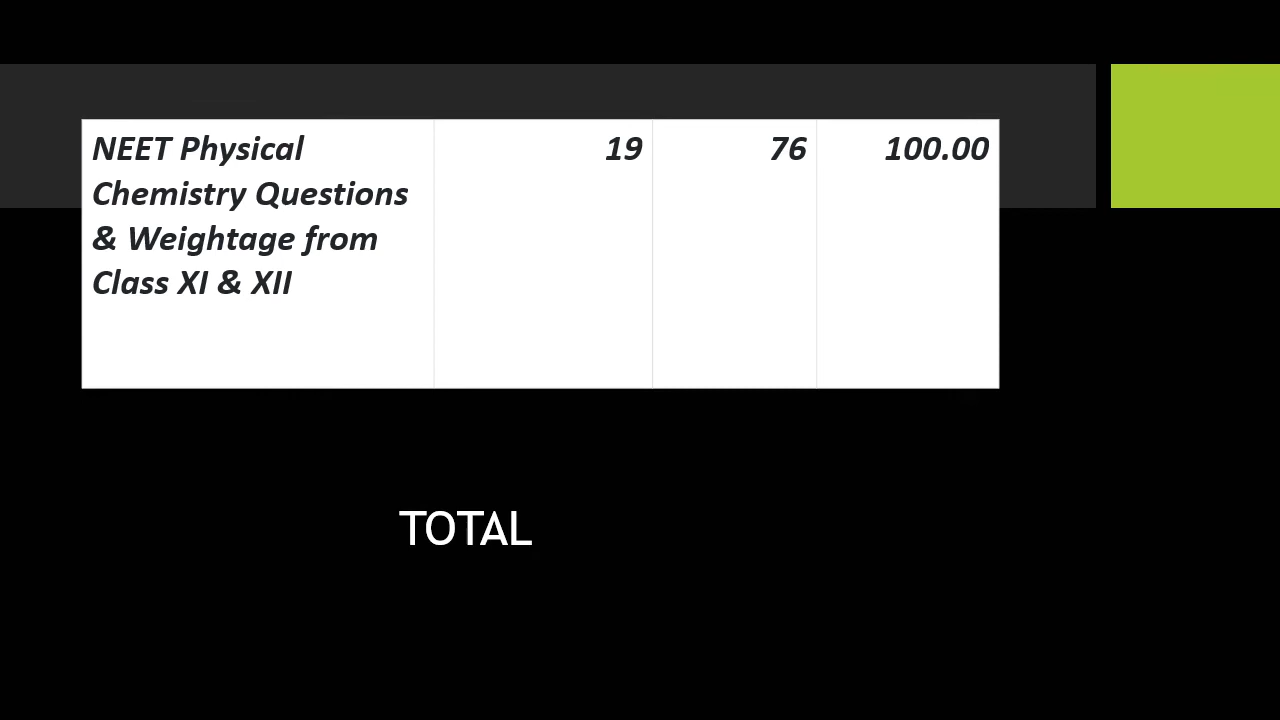 NEET Physical 19 76 100.00
Chemistry Questions
& Weightage from
Class XI & XII
TOTAL